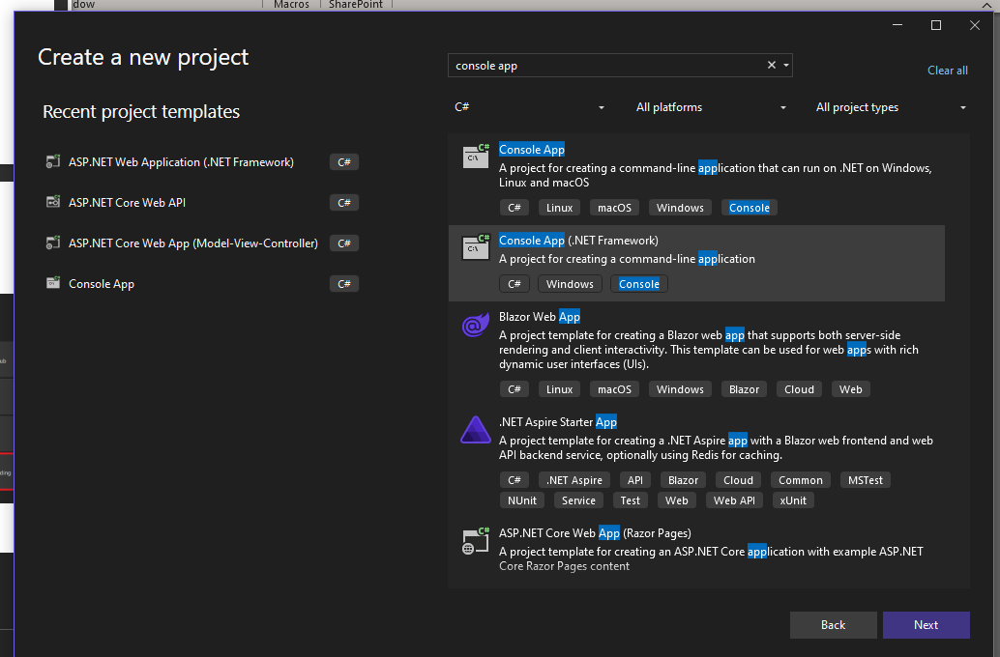 dow
Macros
SharePoint
Create a new project
console app
Clear all
Recent project templates
C#
All platforms
All project types
ASP.NET Web Application (.NET Framework)
C#
ASP.NET Core Web API
C#
ASP.NET Core Web App (Model-View-Controller)
C#
Console App
C#
Console App
A project for creating a command-line application that can run on .NET on Windows,
Linux and macOS
C# Linux macOS Windows Console
Console App (.NET Framework)
A project for creating a command-line application
C# Windows Console
Blazor Web App
A project template for creating a Blazor web app that supports both server-side
rendering and client interactivity. This template can be used for web apps with rich
dynamic user interfaces (UIs).
C# Linux macOS Windows Blazor Cloud Web
.NET Aspire Starter App
A project template for creating a .NET Aspire app with a Blazor web frontend and web
API backend service, optionally using Redis for caching.
C# .NET Aspire API Blazor Cloud Common MSTest
NUnit Service Test Web Web API xUnit
ASP.NET Core Web App (Razor Pages)
A project template for creating an ASP.NET Core application with example ASP.NET
Core Razor Pages content
Back
Next